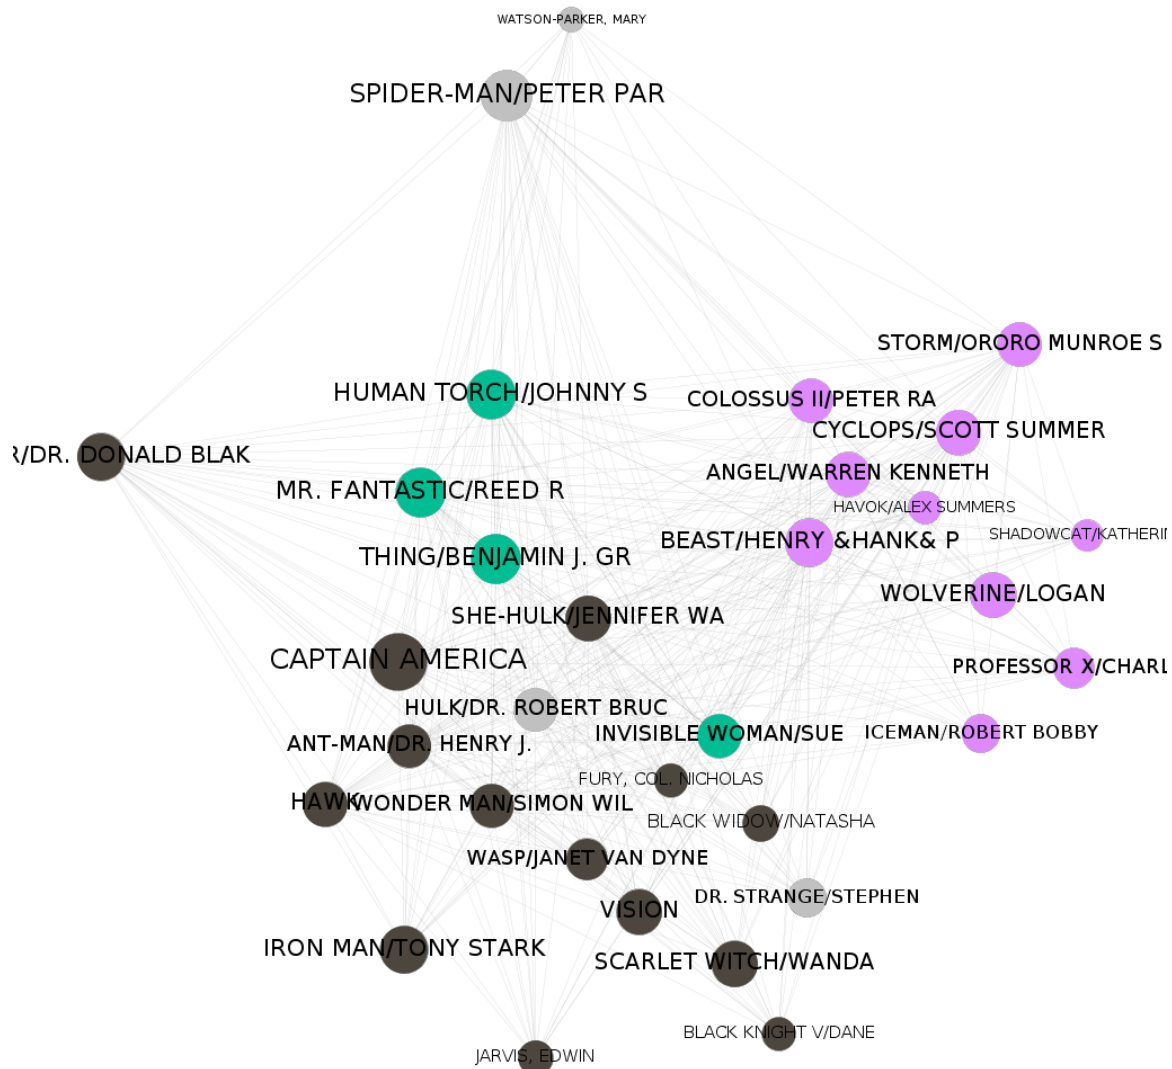 WATSON-PARKER, MARY
SPIDER-MAN/PETER PAR
STORM/ORORO MUNROE S
HUMAN TORCH/JOHNNY S
COLOSSUS II/PETER RA
CYCLOPS/SCOTT SUMMER
R/DR. DONALD BLAK
ANGEL/WARREN KENNETH
MR. FANTASTIC/REED R
HAVOK/ALEX SUMMERS
SHADOWCAT/KATHERIN
BEAST/HENRY &HANK& P
THING/BENJAMIN J. GR
WOLVERINE/LOGAN
SHE-HULK/JENNIFER WA
CAPTAIN AMERICA
PROFESSOR X/CHARL
HULK/DR. ROBERT BRUC
INVISIBLE WOMAN/SUE
ICEMAN/ROBERT BOBBY
ANT-MAN/DR. HENRY J.
FURY, COL. NICHOLAS
HAWK
WONDER MAN/SIMON WIL
BLACK WIDOW/NATASHA
WASP/JANET VAN DYNE
DR. STRANGE/STEPHEN
VISION
IRON MAN/TONY STARK
SCARLET WITCH/WANDA
BLACK KNIGHT V/DANE
JARVIS, EDWIN